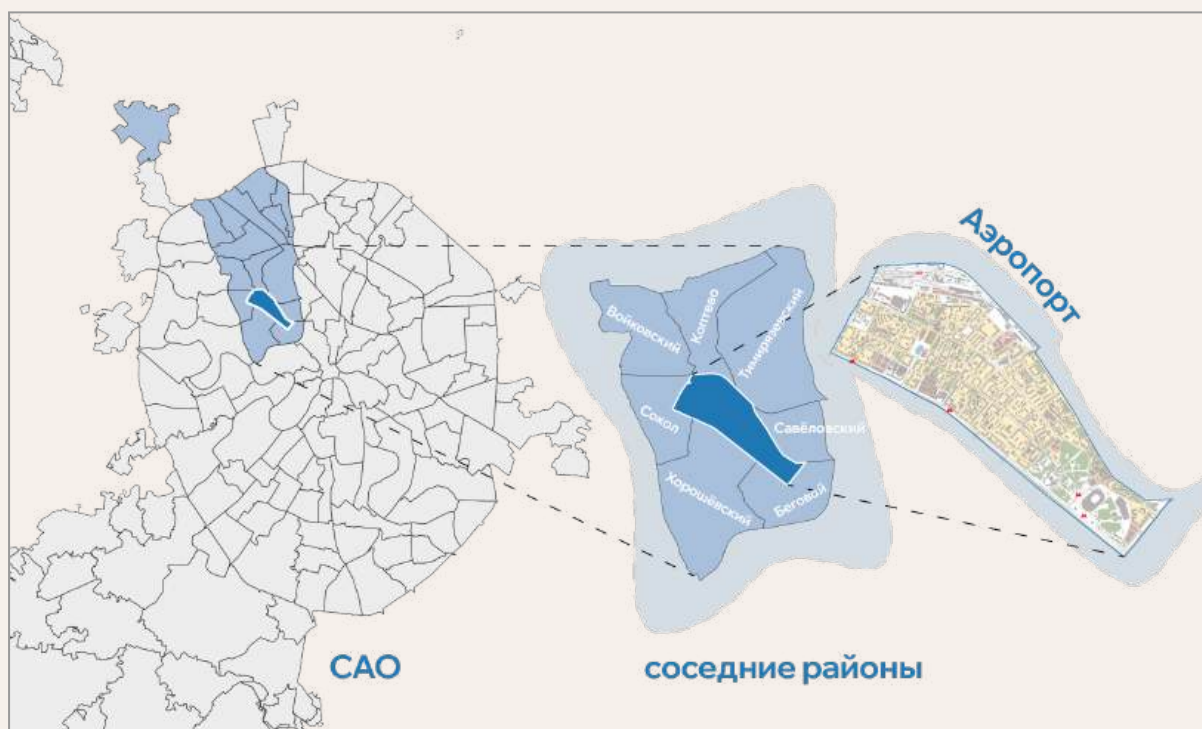 Аэропорт
Войковский
Коптево
Тимирязевский
Сокол
Савёловский
Хорошёвский
Беговой
САО
соседние районы